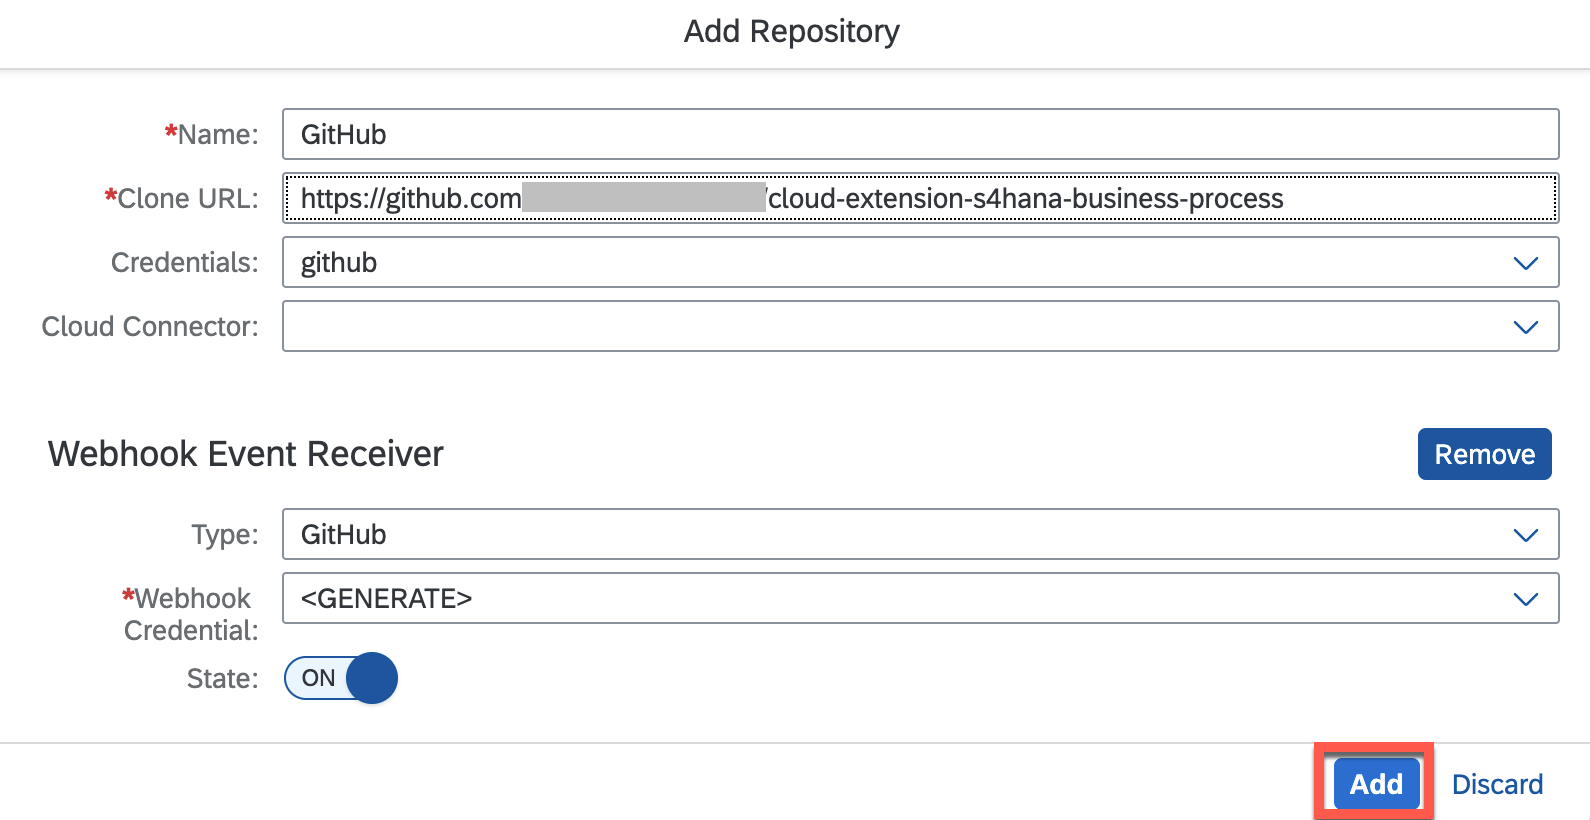 Add Repository
*Name: GitHub
*Clone URL: https://github.com /cloud-extension-s4hana-business-process
Credentials: github
Cloud Connector:
Webhook Event Receiver Remove
Type: GitHub
*Webhook Credential: <GENERATE>
State: ON
Add Discard